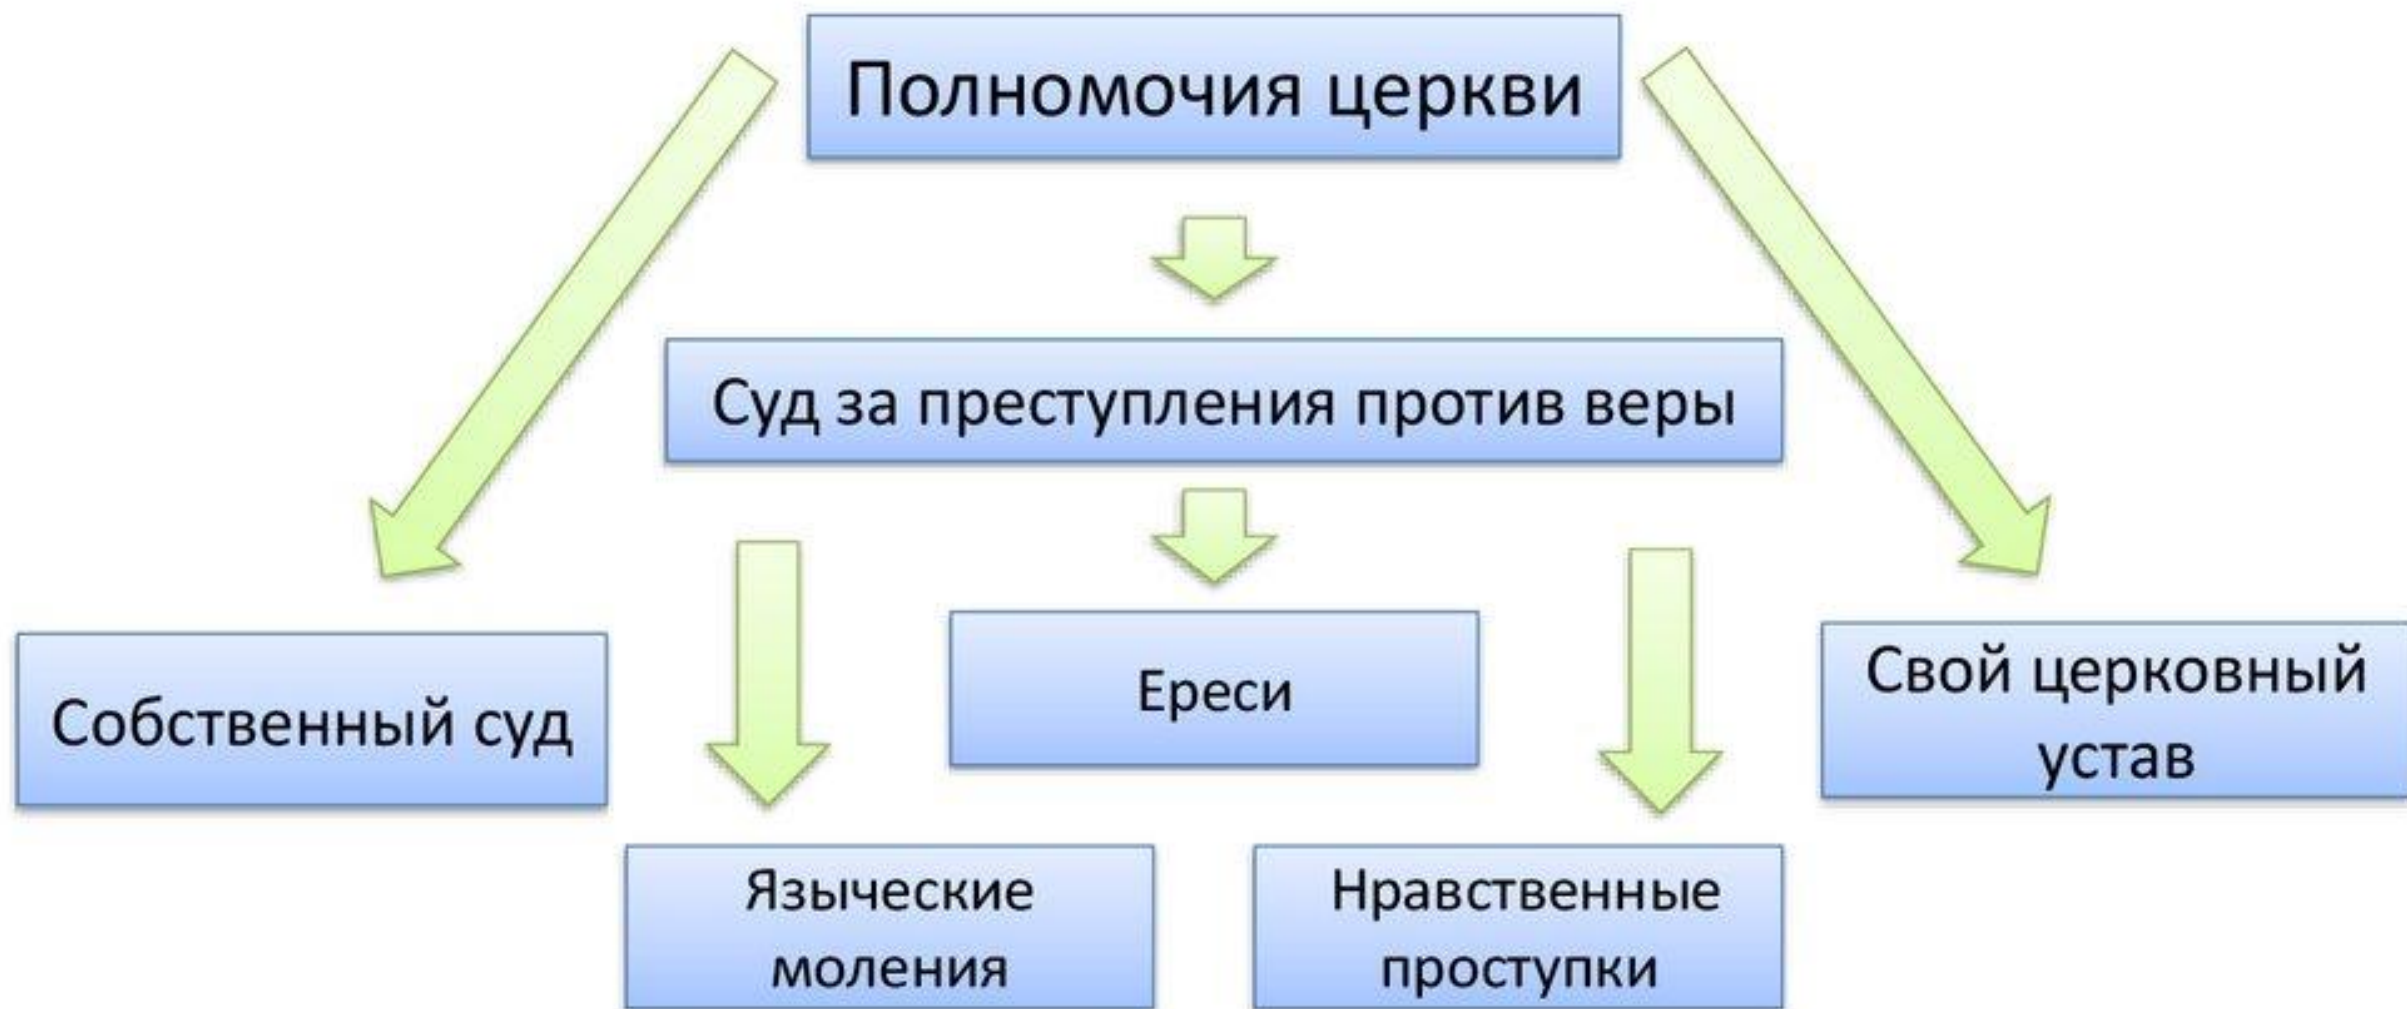 Полномочия церкви
Суд за преступления против веры
Собственный суд
Ереси
Свой церковный
устав
Языческие
моления
Нравственные
проступки